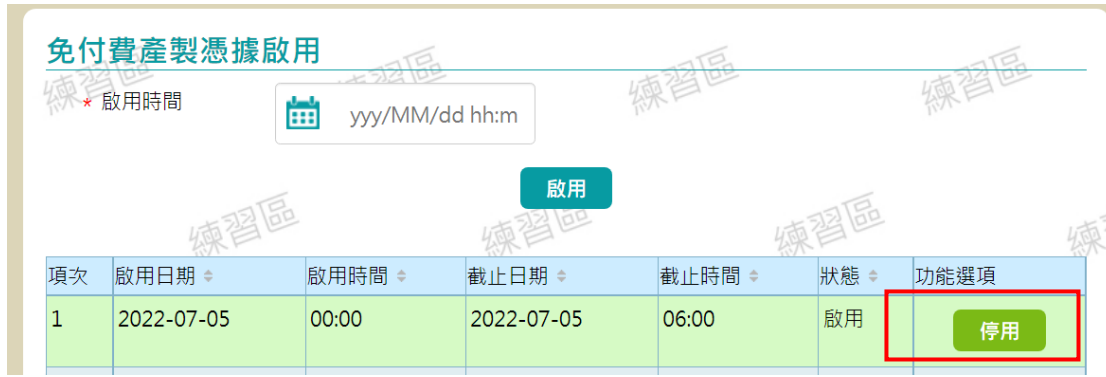 免付費產製憑據啟用
練習區 練習區 練習區 練習區
* 啟用時間
yyy/MM/dd hh:m
啟用
練習區 練習區 練習區 練
項次 啟用日期 啟用時間 截止日期 截止時間 狀態 功能選項
1 2022-07-05 00:00 2022-07-05 06:00 啟用 停用